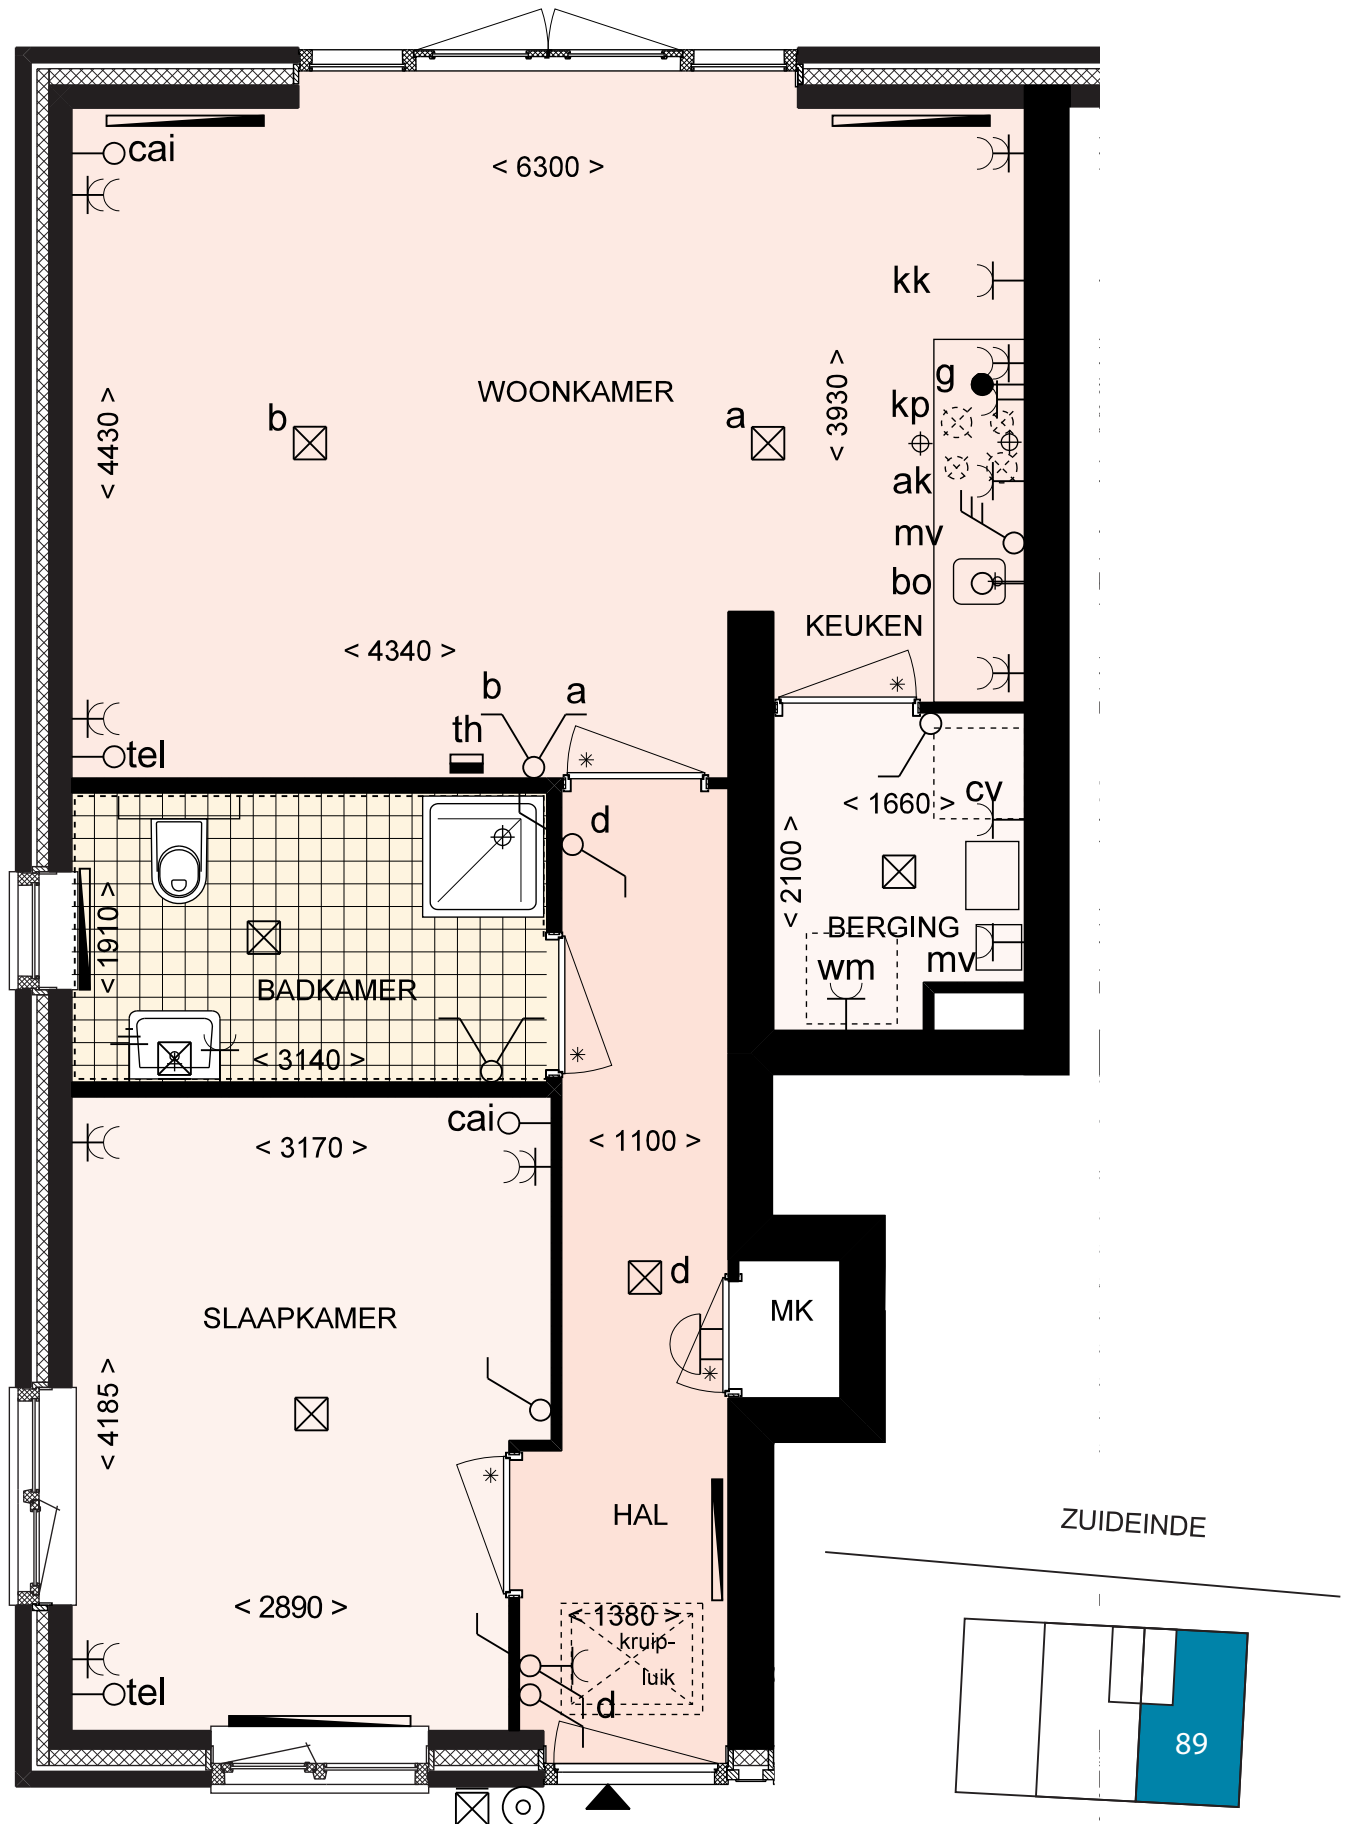 cai
< 6300 >
kk
WOONKAMER
< 3930 >
g
kp
b
a
< 4430 >
ak
mv
bo
KEUKEN
< 4340 >
b
a
th
tel
d
cv
< 1660 >
< 2100 >
BERGING
wm
mv
< 1910 >
BADKAMER
< 3140 >
cai
< 3170 >
< 1100 >
d
MK
SLAAPKAMER
< 4185 >
HAL
ZUIDEINDE
< 2890 >
< 1380 >
kruip-
luik
tel
d
89